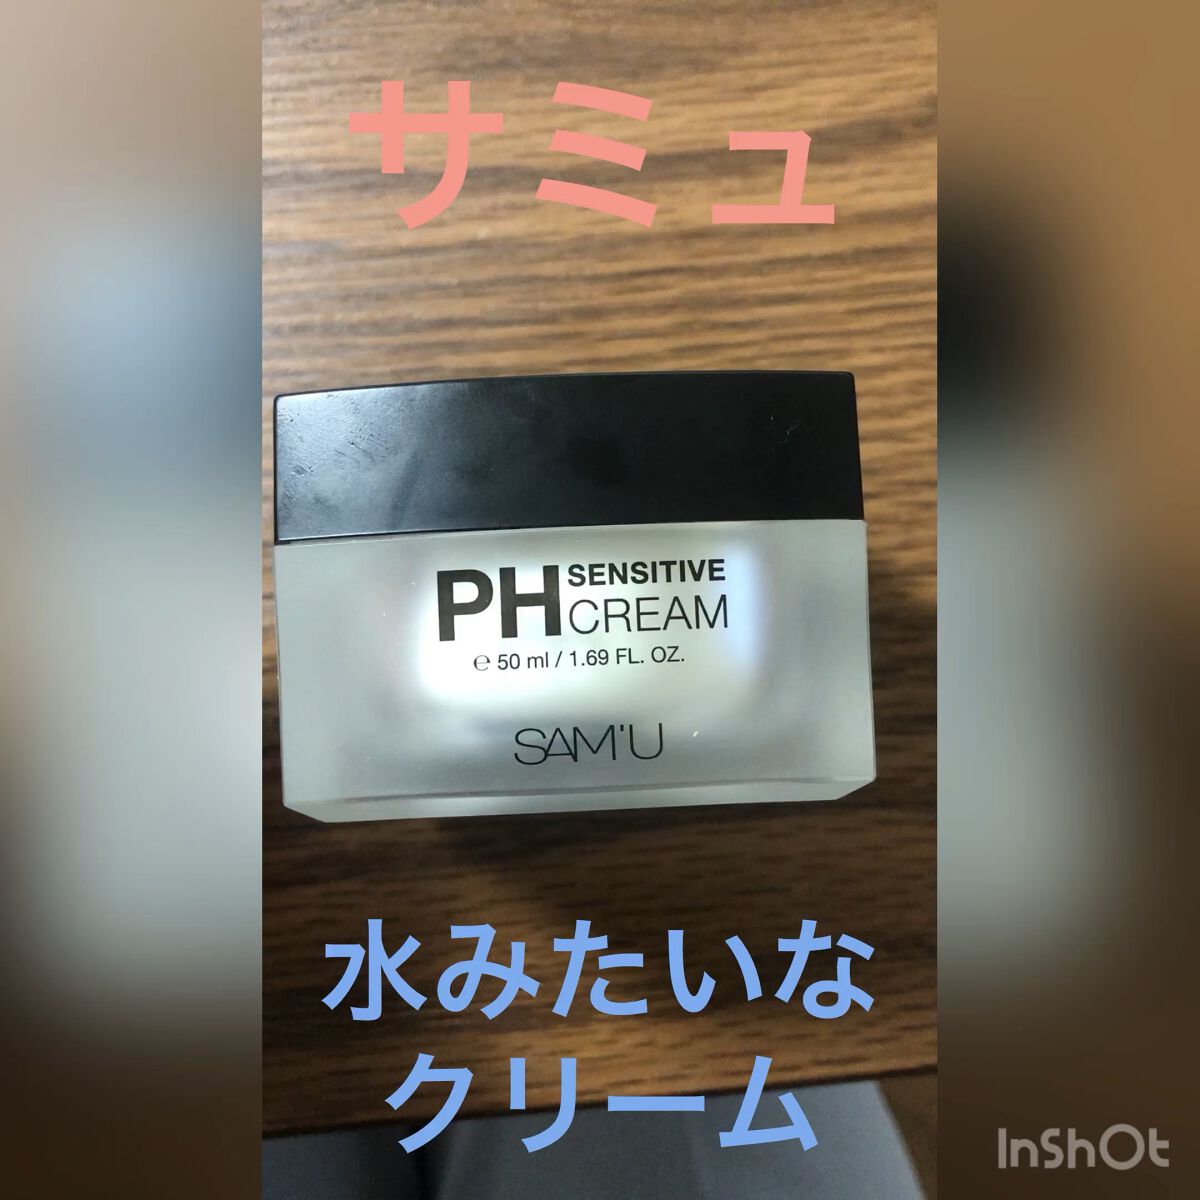 サミュ
PH SENSITIVE
CREAM
℮ 50 ml / 1.69 FL. OZ.
SAM'U
水みたいな
クリーム
InShOt